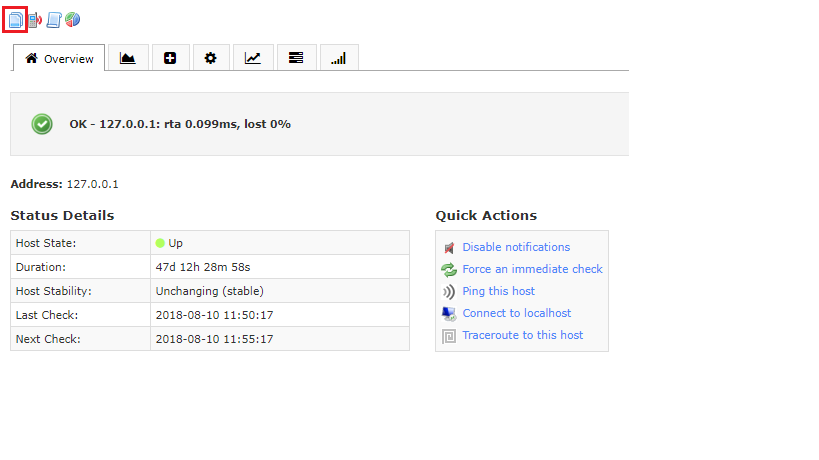 Overview
OK - 127.0.0.1: rta 0.099ms, lost 0%
Address: 127.0.0.1
Status Details
Host State: Up
Duration: 47d 12h 28m 58s
Host Stability: Unchanging (stable)
Last Check: 2018-08-10 11:50:17
Next Check: 2018-08-10 11:55:17
Quick Actions
Disable notifications
Force an immediate check
Ping this host
Connect to localhost
Traceroute to this host